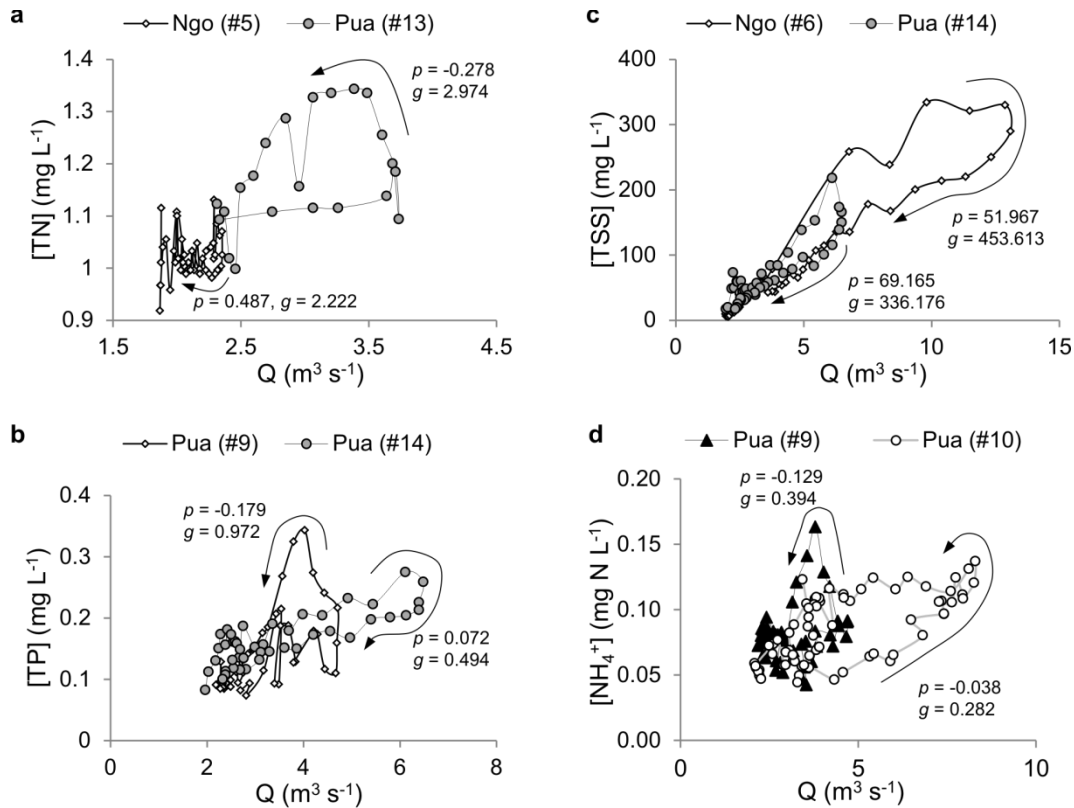 a
Ngo (#5) Pua (#13)
1.4
1.3
1.2
1.1
1
0.9
[TN] (mg L⁻¹)
p = -0.278
g = 2.974
p = 0.487, g = 2.222
1.5 2.5 3.5 4.5
Q (m³ s⁻¹)
c
Ngo (#6) Pua (#14)
400
300
200
100
0
[TSS] (mg L⁻¹)
p = 51.967
g = 453.613
p = 69.165
g = 336.176
0 5 10 15
Q (m³ s⁻¹)
b
Pua (#9) Pua (#14)
0.4
0.3
0.2
0.1
0
[TP] (mg L⁻¹)
p = -0.179
g = 0.972
p = 0.072
g = 0.494
0 2 4 6 8
Q (m³ s⁻¹)
d
Pua (#9) Pua (#10)
0.20
0.15
0.10
0.05
0.00
[NH₄⁺] (mg N L⁻¹)
p = -0.129
g = 0.394
p = -0.038
g = 0.282
0 5 10
Q (m³ s⁻¹)